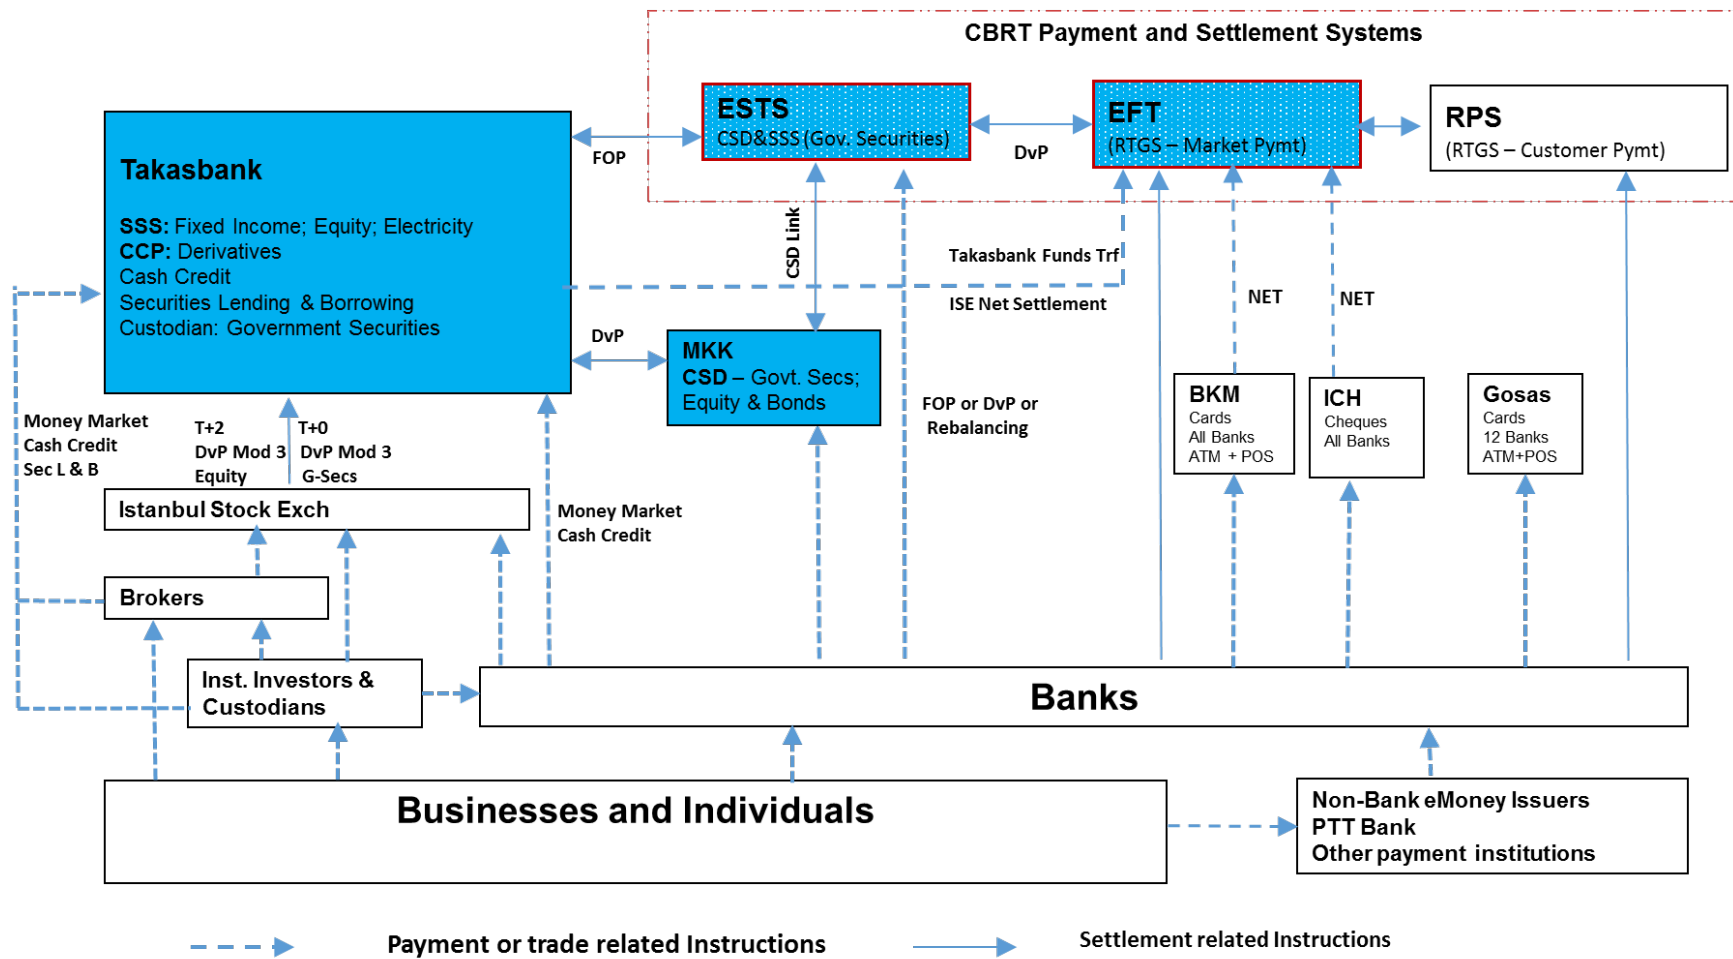 CBRT Payment and Settlement Systems
ESTS
CSD&SSS (Gov. Securities)
EFT
(RTGS – Market Pymt)
RPS
(RTGS – Customer Pymt)
DvP
FOP
Takasbank
SSS: Fixed Income; Equity; Electricity
CCP: Derivatives
Cash Credit
Securities Lending & Borrowing
Custodian: Government Securities
CSD Link
Takasbank Funds Trf
ISE Net Settlement
NET
NET
DvP
MKK
CSD – Govt. Secs;
Equity & Bonds
FOP or DvP or
Rebalancing
BKM
Cards
All Banks
ATM + POS
ICH
Cheques
All Banks
Gosas
Cards
12 Banks
ATM+POS
Money Market
Cash Credit
Sec L & B
T+2
DvP Mod 3
Equity
T+0
DvP Mod 3
G-Secs
Istanbul Stock Exch
Money Market
Cash Credit
Brokers
Inst. Investors &
Custodians
Banks
Businesses and Individuals
Non-Bank eMoney Issuers
PTT Bank
Other payment institutions
Payment or trade related Instructions
Settlement related Instructions